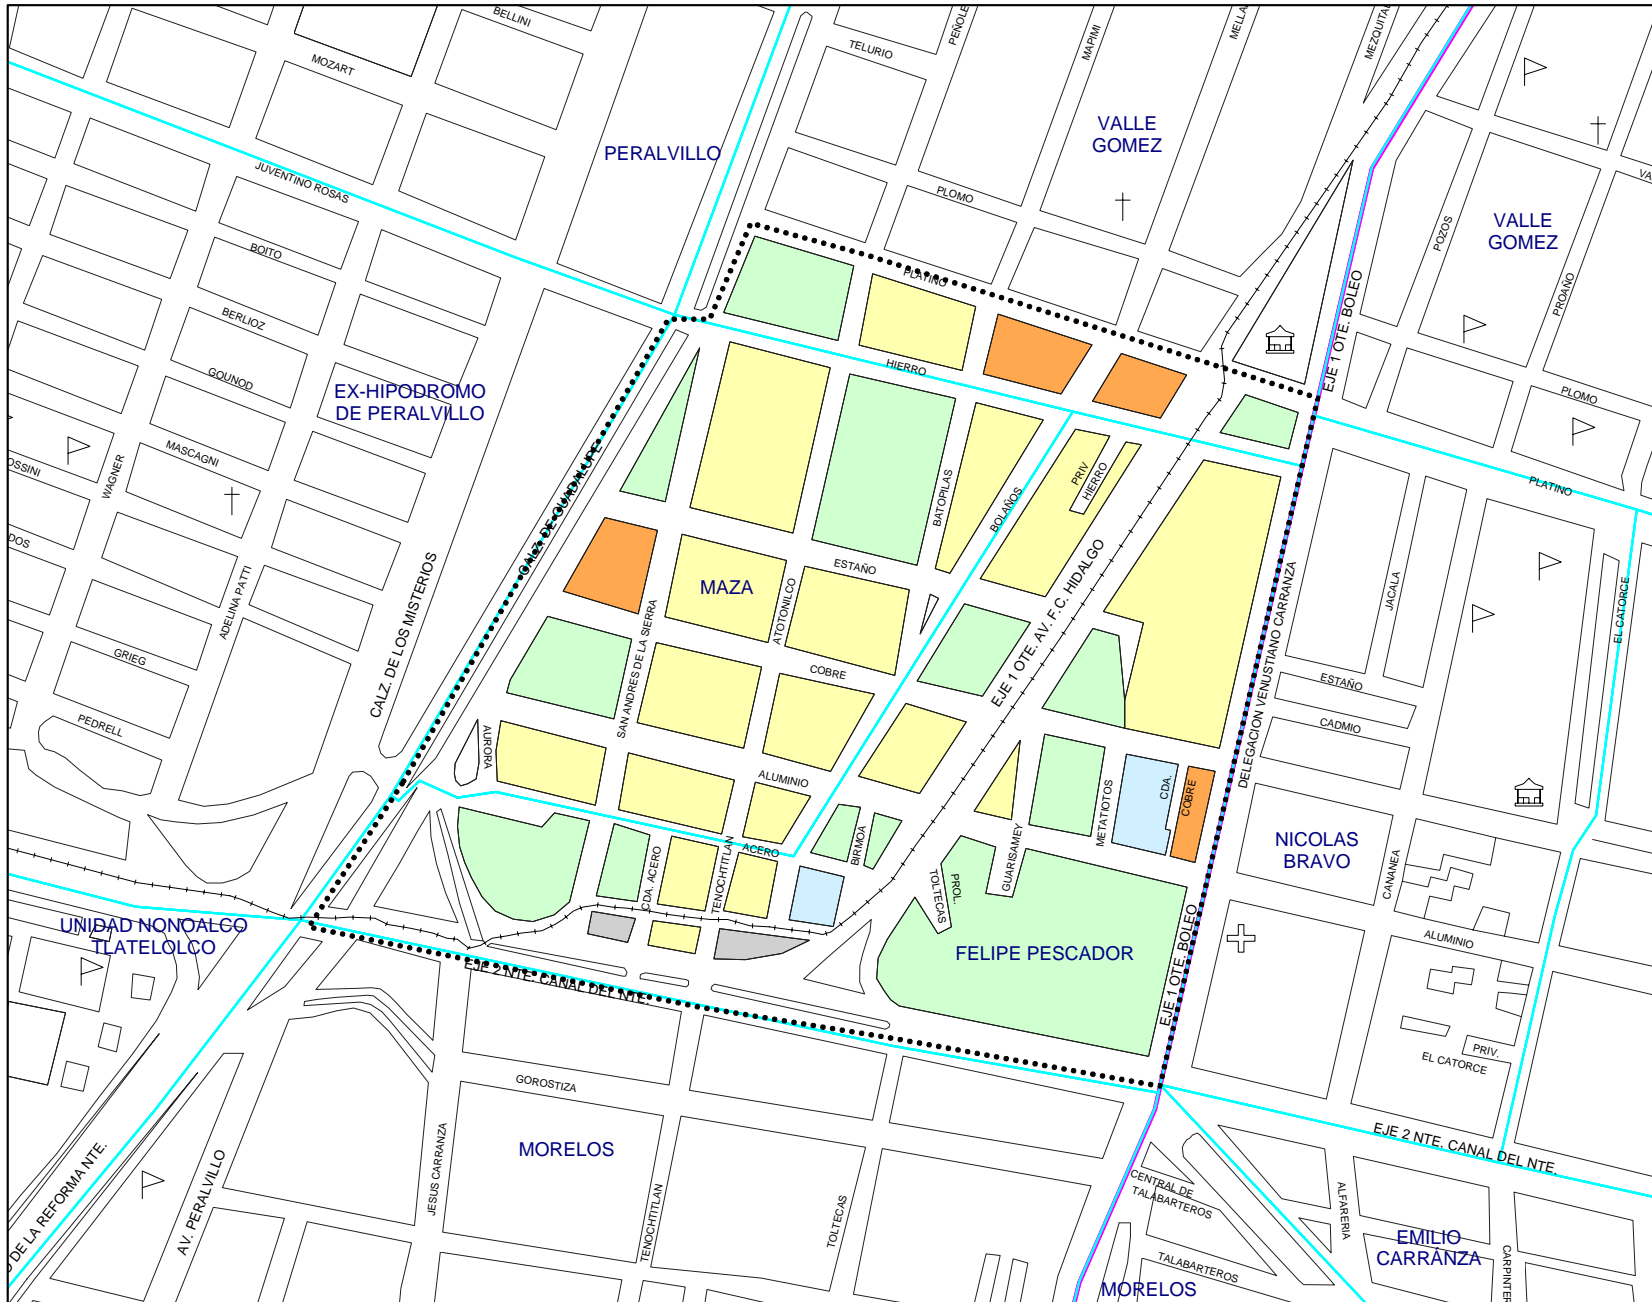 BELLINI
MOZART
TELURIO
MAPIMI
PERALVILLO
VALLE
GOMEZ
JUVENTINO ROSAS
PLOMO
BOITO
VALLE
GOMEZ
POZOS
PROAÑO
BERLIOZ
PLATINO
EJE 1 OTE. BOLEO
GOUNOD
HIERRO
EX-HIPODROMO
DE PERALVILLO
PLOMO
MASCAGNI
WAGNER
CALZ. DE GUADALUPE
BATOPILAS
BOLAÑOS
PRIV
HIERRO
PLATINO
ADELINA PATTI
CALZ. DE LOS MISTERIOS
MAZA
ESTAÑO
ATOTONILCO
SAN ANDRES DE LA SIERRA
EJE 1 OTE. AV. F.C. HIDALGO
DELEGACION VENUSTIANO CARRANZA
JACALA
EL CATORCE
GRIEG
COBRE
ESTAÑO
CADMIO
PEDRELL
AURORA
ALUMINIO
METATIOTOS
CDA.
COBRE
ACERO
BIRMOA
CDA. ACERO
TENOCHTITLAN
GUARISAMEY
PROL.
TOLTECAS
NICOLAS
BRAVO
CANANEA
UNIDAD NONOALCO
TLATELOLCO
FELIPE PESCADOR
ALUMINIO
EJE 2 NTE. CANAL DEL NTE.
EJE 1 OTE. BOLEO
PRIV.
EL CATORCE
GOROSTIZA
MORELOS
JESUS CARRANZA
AV. PERALVILLO
DE LA REFORMA NTE.
TENOCHTITLAN
TOLTECAS
EJE 2 NTE. CANAL DEL NTE.
CENTRAL DE
TALABARTEROS
ALFARERIA
TALABARTEROS
EMILIO
CARRANZA
MORELOS